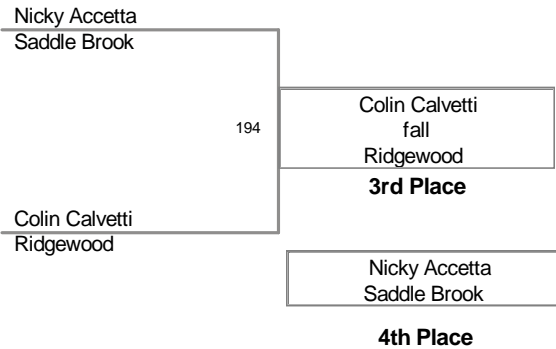 Nicky Accetta
Saddle Brook
194
Colin Calvetti
fall
Ridgewood
3rd Place
Colin Calvetti
Ridgewood
Nicky Accetta
Saddle Brook
4th Place